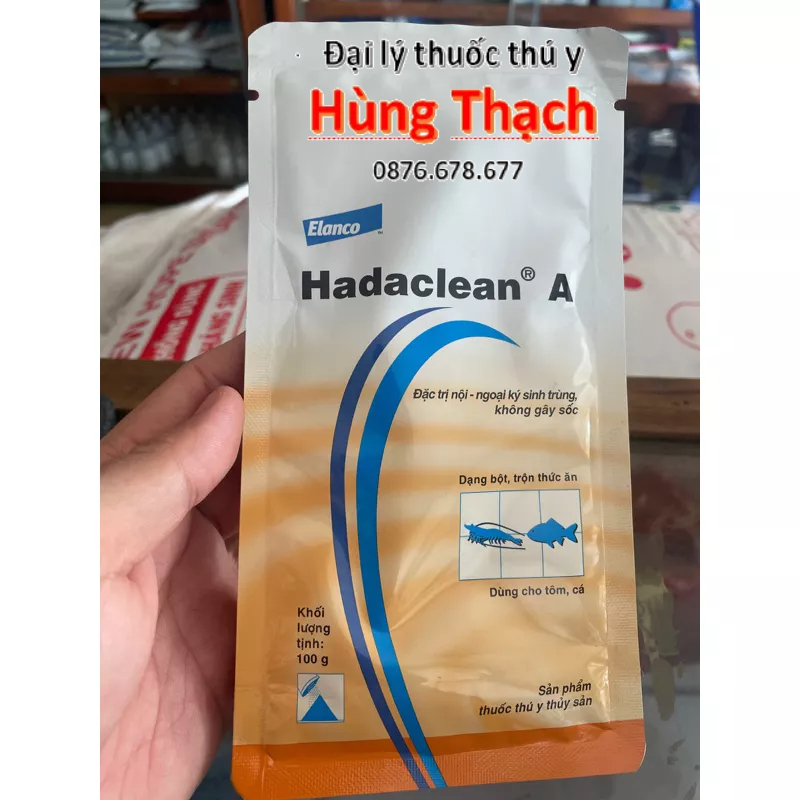 Đại lý thuốc thú y
Hùng Thạch
0876.678.677
Elanco
Hadaclean® A
Đặc trị nội - ngoại ký sinh trùng,
không gây sốc
Dạng bột, trộn thức ăn
Dùng cho tôm, cá
Khối
lượng
tịnh:
100 g
Sản phẩm
thuốc thú y thủy sản